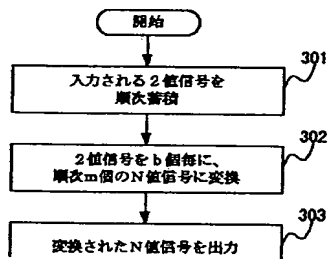 開始
301
入力される2値信号を
順次蓄積
302
2値信号をb個毎に、
順次m個のN値信号に変換
303
変換されたN値信号を出力